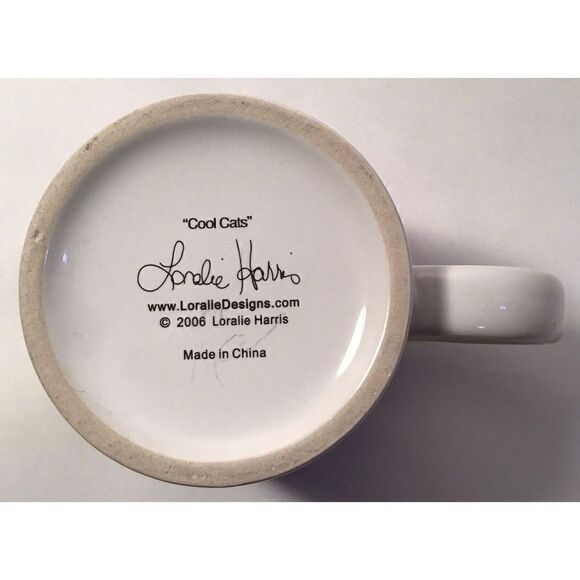 "Cool Cats"
Loralie Harris
www.LoralieDesigns.com
© 2006 Loralie Harris
Made in China